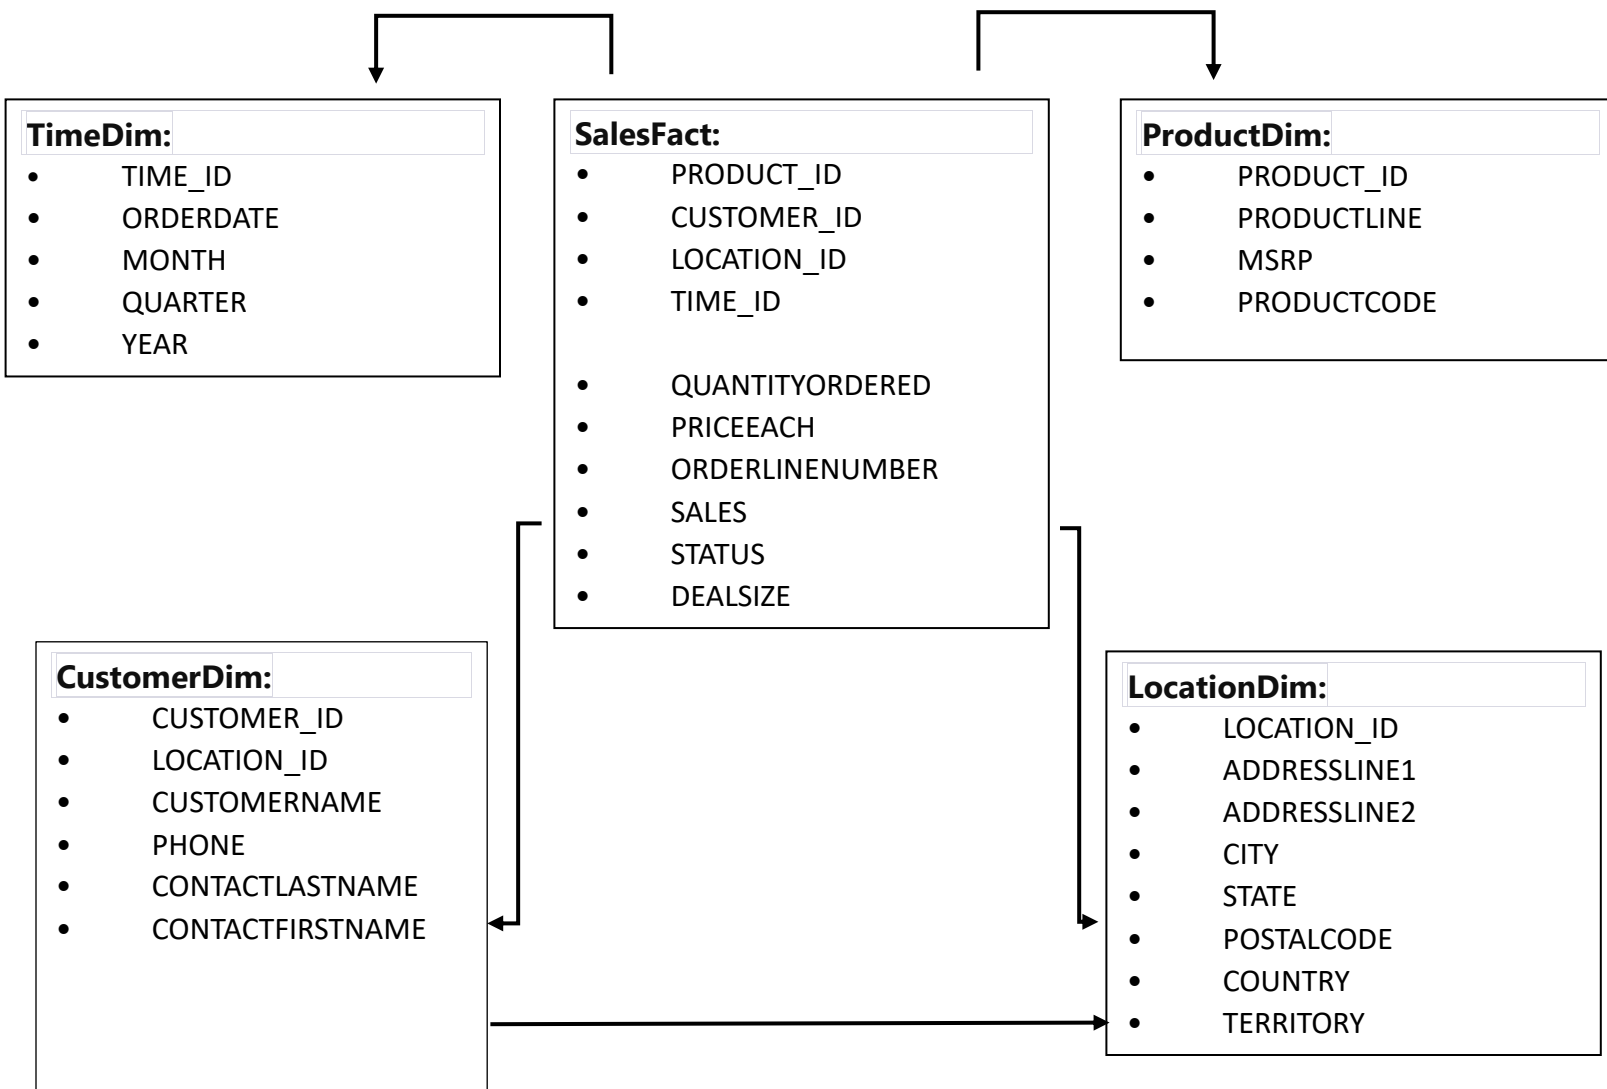 TimeDim:
• TIME_ID
• ORDERDATE
• MONTH
• QUARTER
• YEAR
SalesFact:
• PRODUCT_ID
• CUSTOMER_ID
• LOCATION_ID
• TIME_ID
• QUANTITYORDERED
• PRICEEACH
• ORDERLINENUMBER
• SALES
• STATUS
• DEALSIZE
ProductDim:
• PRODUCT_ID
• PRODUCTLINE
• MSRP
• PRODUCTCODE
CustomerDim:
• CUSTOMER_ID
• LOCATION_ID
• CUSTOMERNAME
• PHONE
• CONTACTLASTNAME
• CONTACTFIRSTNAME
LocationDim:
• LOCATION_ID
• ADDRESSLINE1
• ADDRESSLINE2
• CITY
• STATE
• POSTALCODE
• COUNTRY
• TERRITORY